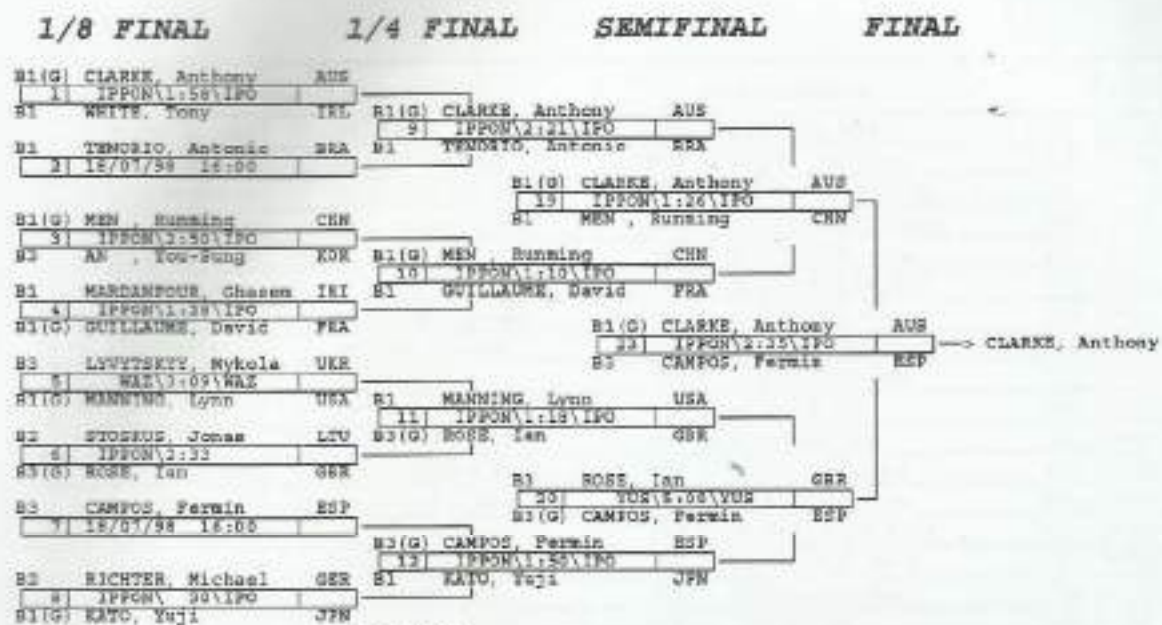 1/8 FINAL 1/4 FINAL SEMIFINAL FINAL
B1(G) CLARKE, Anthony AUS
1| IPPON\1:58\IPO
B1 WHITE, Tony IRL
B1 TENORIO, Antonio BRA
2| 18/07/98 16:00
B1(G) MEN , Running CHN
3| IPPON\2:50\IPO
B3 AN , You-Sung KOR
B1 MARDANPOUR, Ghasem IRI
4| IPPON\1:38\IPO
B1(G) GUILLAUME, David FRA
B3 LYVYTSKYY, Mykola UKR
5| WAZ\3:09\WAZ
B1(G) MANNING, Lynn USA
B2 STOSKUS, Jonas LTU
6| IPPON\2:33
B3(G) ROSE, Ian GBR
B3 CAMPOS, Fermin ESP
7| 18/07/98 16:00
B2 RICHTER, Michael GER
8| IPPON\ 30\IPO
B1(G) KATO, Yuji JPN
B1(G) CLARKE, Anthony AUS
9| IPPON\2:21\IPO
B1 TENORIO, Antonio BRA
B1(G) MEN , Running CHN
10| IPPON\1:10\IPO
B1 GUILLAUME, David FRA
B1 MANNING, Lynn USA
11| IPPON\1:18\IPO
B3(G) ROSE, Ian GBR
B3(G) CAMPOS, Fermin ESP
12| IPPON\1:50\IPO
B1 KATO, Yuji JPN
B1(G) CLARKE, Anthony AUS
19| IPPON\1:26\IPO
B1 MEN , Running CHN
B3 ROSE, Ian GBR
20| YUS\5:00\YUS
B3(G) CAMPOS, Fermin ESP
B1(G) CLARKE, Anthony AUS
IPPON\2:35\IPO
B3 CAMPOS, Fermin ESP
—> CLARKE, Anthony